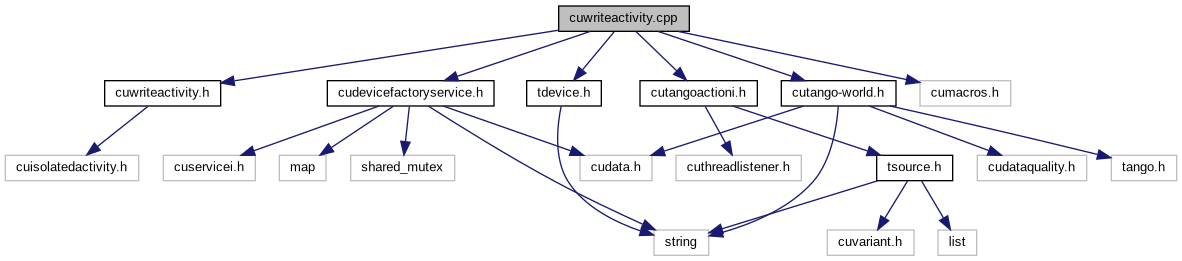 cuwriteactivity.cpp
cuwriteactivity.h
cudevicefactoryservice.h
tdevice.h
cutangoactioni.h
cutango-world.h
cumacros.h
cuisolatedactivity.h
cuservicei.h
map
shared_mutex
cudata.h
cuthreadlistener.h
tsource.h
cudataquality.h
tango.h
string
cuvariant.h
list